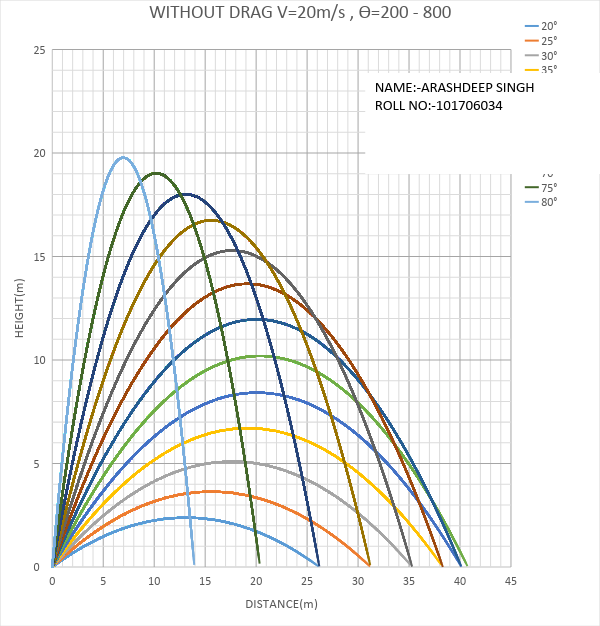 WITHOUT DRAG V=20m/s , Ɵ=200 - 800
20°
25°
30°
35°
NAME:-ARASHDEEP SINGH
ROLL NO:-101706034
75°
80°
25
20
15
10
5
0
HEIGHT(m)
0 5 10 15 20 25 30 35 40 45
DISTANCE(m)